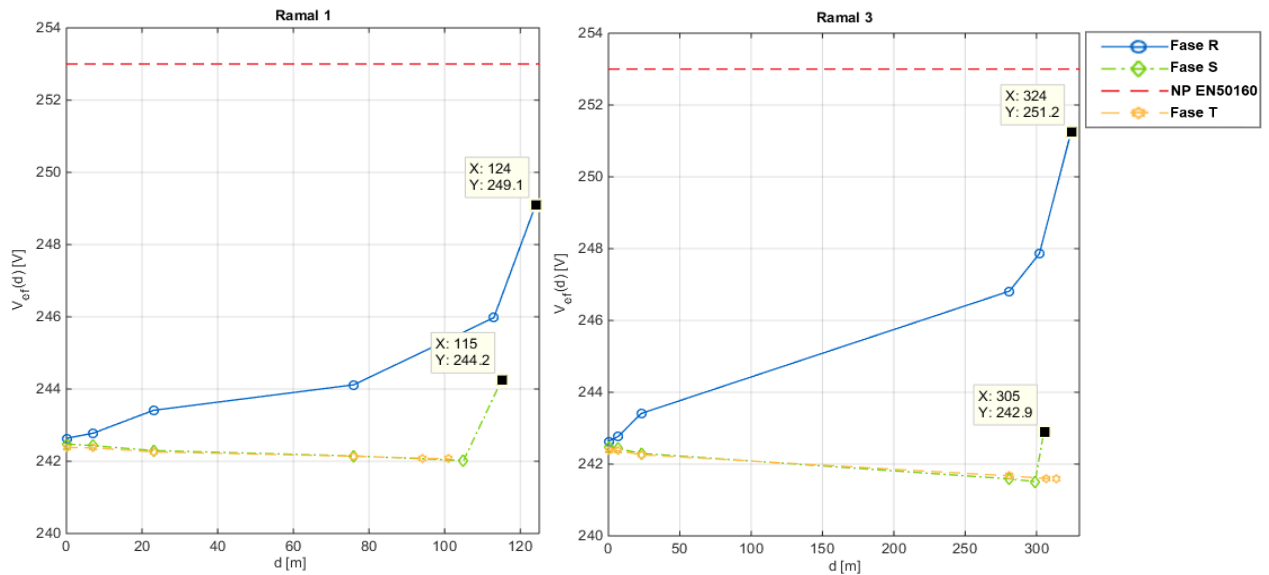 Ramal 1
254
252
250
248
246
244
242
240
V_ef(d) [V]
0
20
40
60
80
100
120
d [m]
X: 124
Y: 249.1
X: 115
Y: 244.2
Ramal 3
254
252
250
248
246
244
242
240
V_ef(d) [V]
0
50
100
150
200
250
300
d [m]
X: 324
Y: 251.2
X: 305
Y: 242.9
Fase R
Fase S
NP EN50160
Fase T